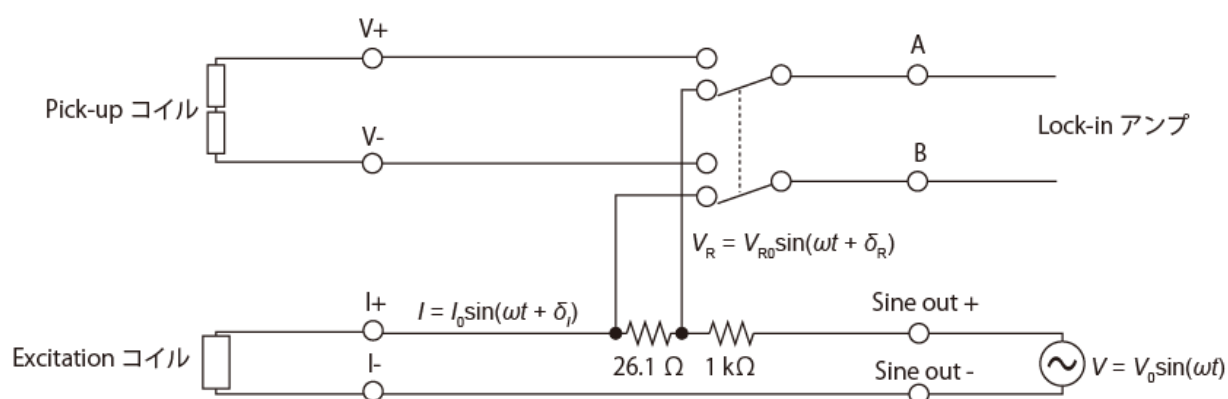 V+
A
Pick-up コイル
Lock-in アンプ
V-
B
V_R = V_R0 sin(ωt + δ_R)
I+
I = I_0 sin(ωt + δ_I)
Sine out +
Excitation コイル
I-
26.1 Ω
1 kΩ
Sine out -
V = V_0 sin(ωt)